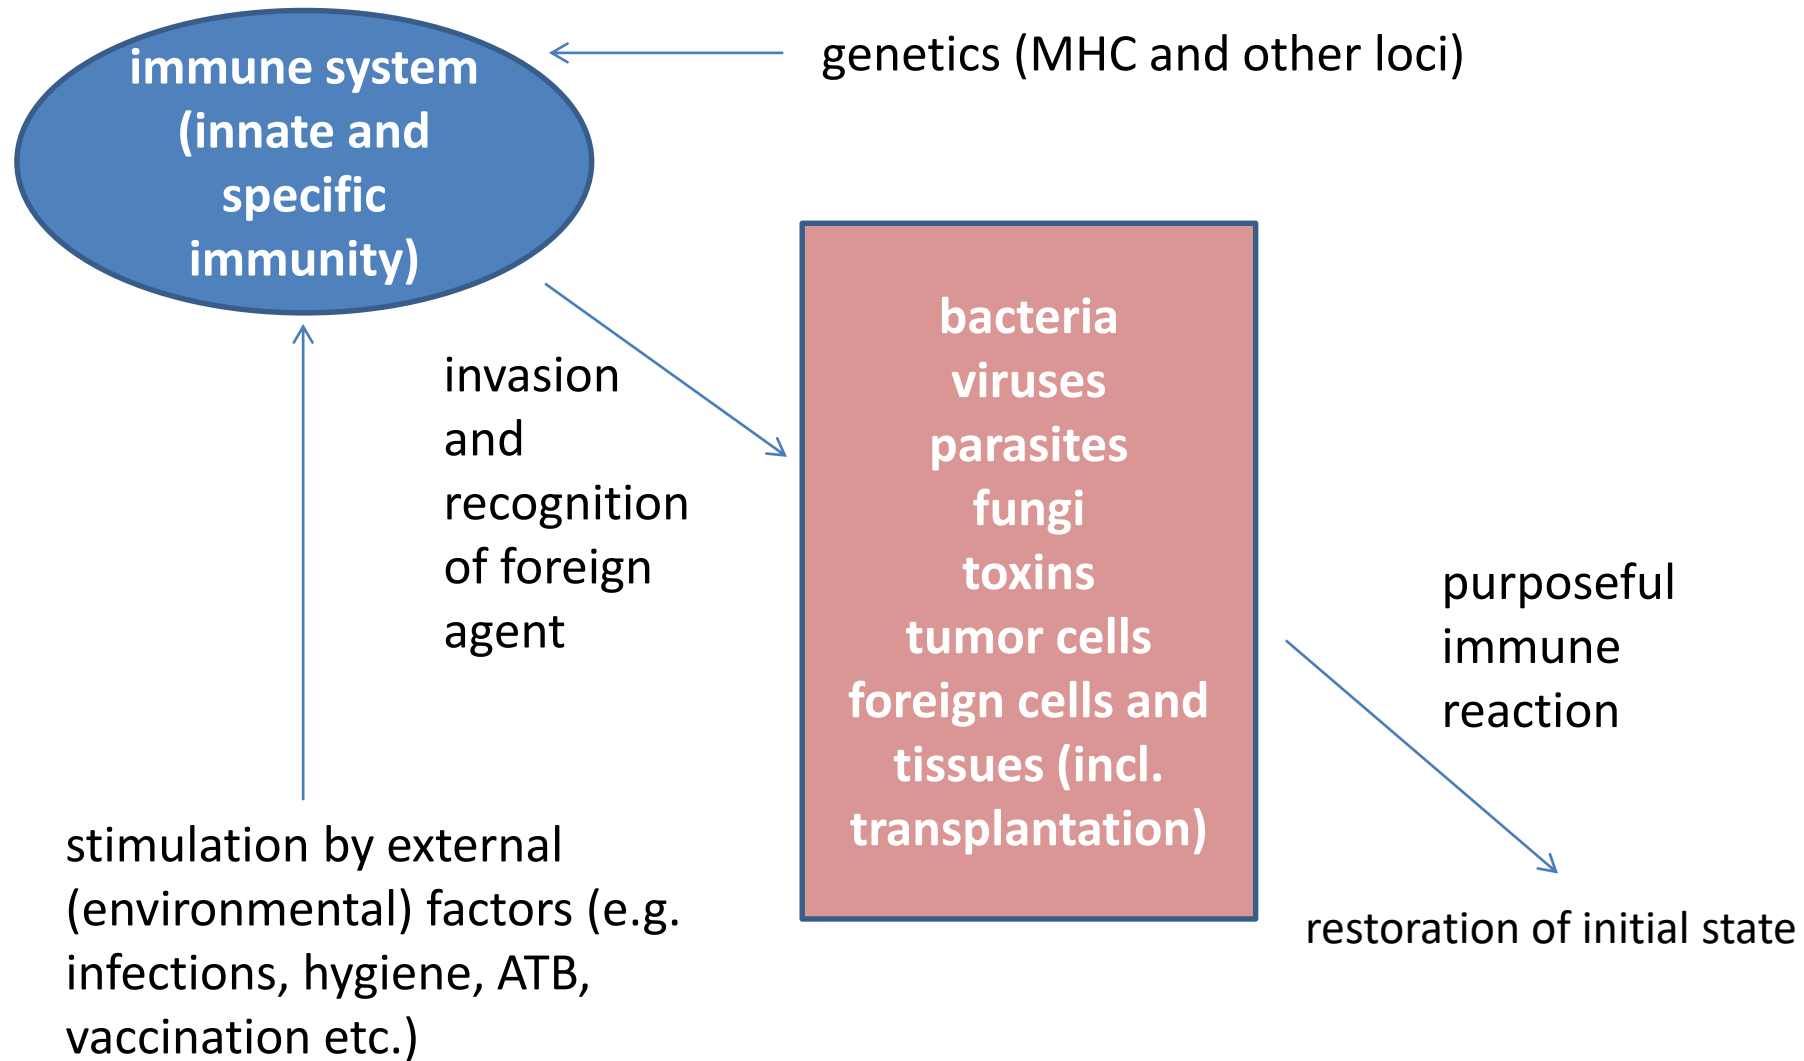 immune system
(innate and
specific
immunity)
genetics (MHC and other loci)
invasion
and
recognition
of foreign
agent
bacteria
viruses
parasites
fungi
toxins
tumor cells
foreign cells and
tissues (incl.
transplantation)
purposeful
immune
reaction
stimulation by external
(environmental) factors (e.g.
infections, hygiene, ATB,
vaccination etc.)
restoration of initial state